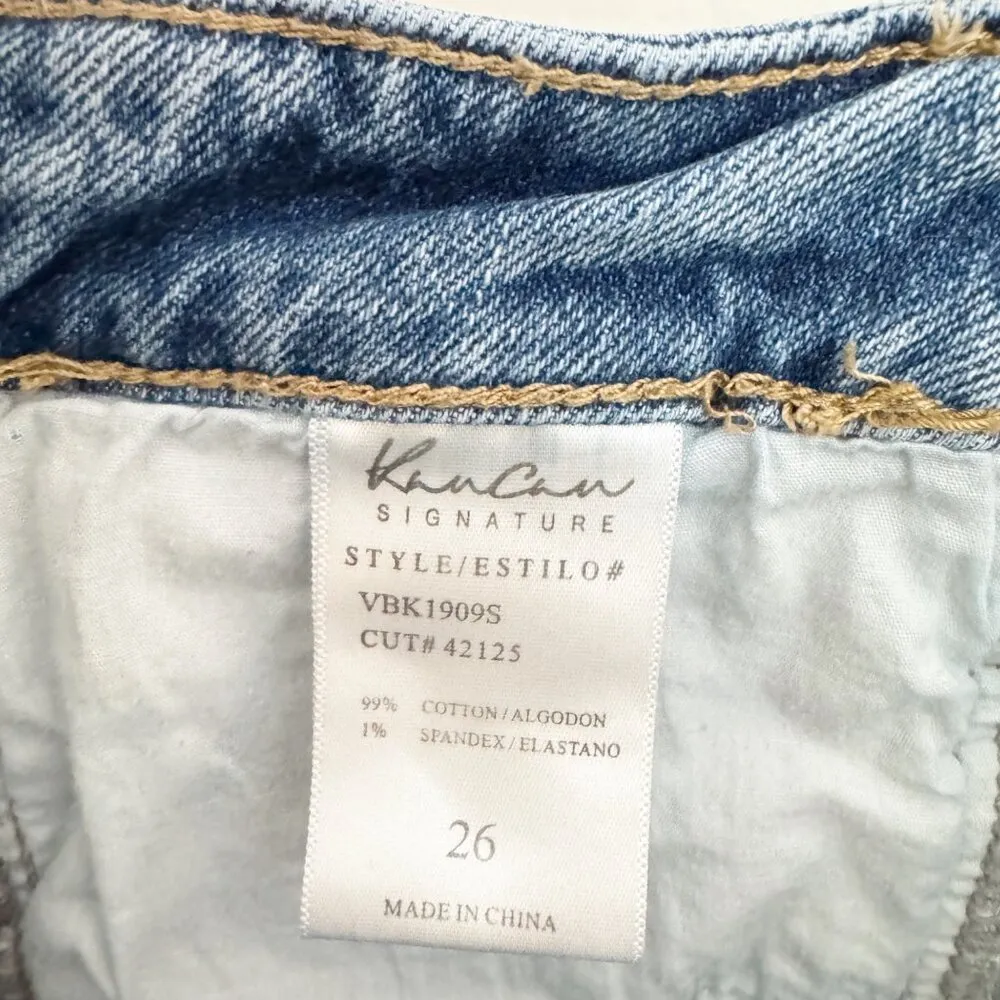 KanCan
SIGNATURE
STYLE/ESTILO#
VBK1909S
CUT# 42125
99% COTTON/ALGODON
1% SPANDEX/ELASTANO
26
MADE IN CHINA